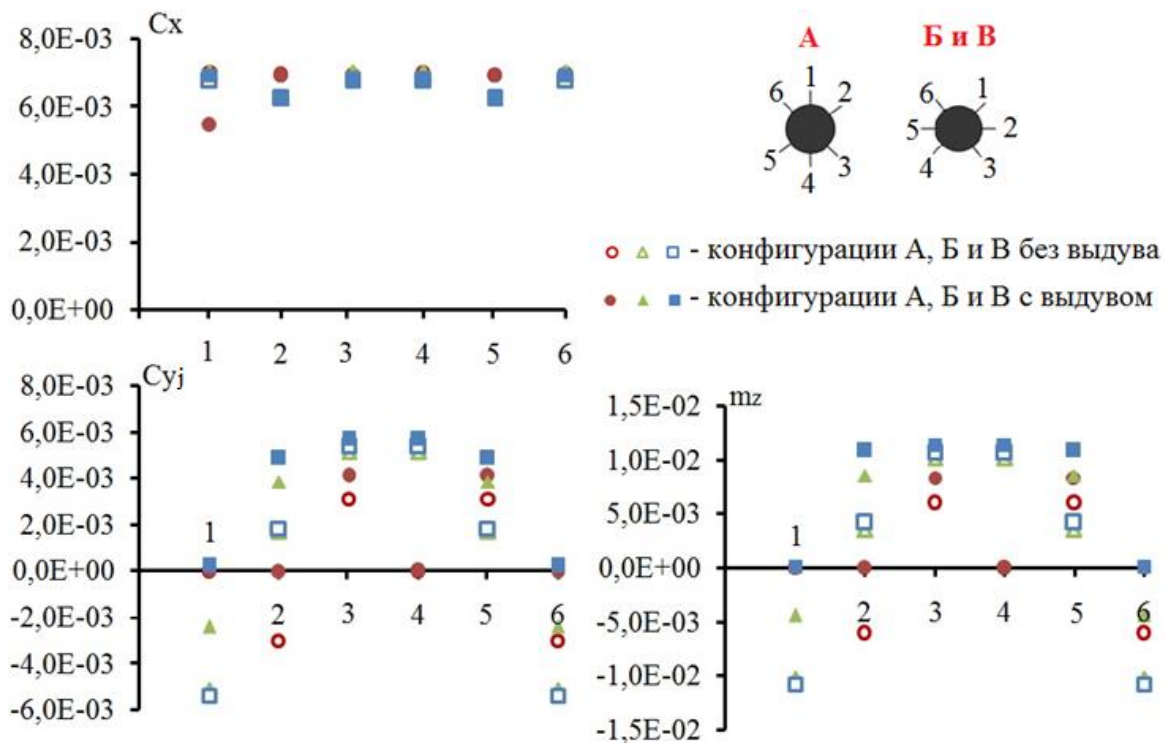 Cx
8,0E-03
6,0E-03
4,0E-03
2,0E-03
0,0E+00
1 2 3 4 5 6
А
1
6 2
5 3
4
Б и В
6 1
5 2
4 3
- конфигурации А, Б и В без выдува
- конфигурации А, Б и В с выдувом
Cyj
8,0E-03
6,0E-03
4,0E-03
2,0E-03
0,0E+00
-2,0E-03
-4,0E-03
-6,0E-03
1 2 3 4 5 6
mz
1,5E-02
1,0E-02
5,0E-03
0,0E+00
-5,0E-03
-1,0E-02
-1,5E-02
1 2 3 4 5 6